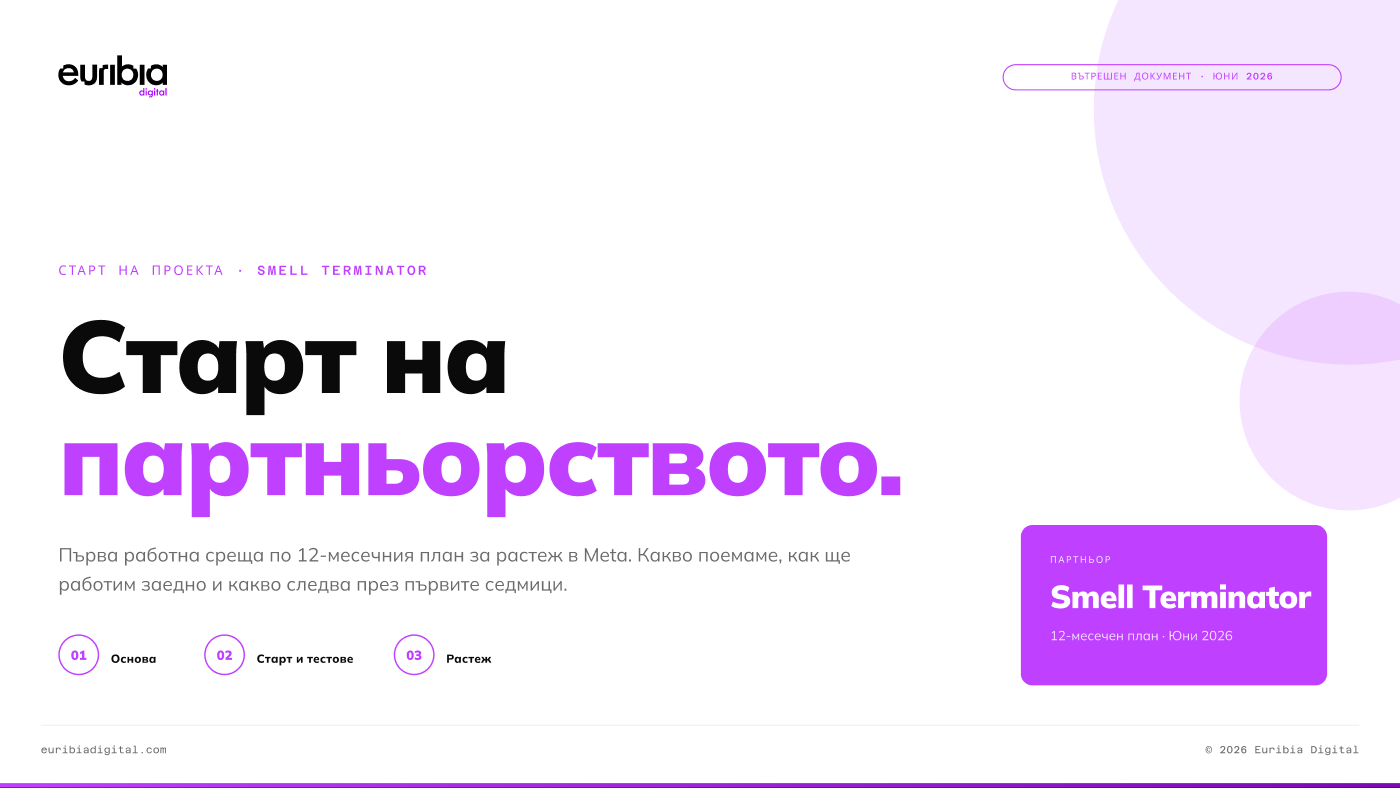 euribia
digital
ВЪТРЕШЕН ДОКУМЕНТ · ЮНИ 2026
СТАРТ НА ПРОЕКТА · SMELL TERMINATOR
Старт на
партньорството.
Първа работна среща по 12-месечния план за растеж в Meta. Какво поемаме, как ще
работим заедно и какво следва през първите седмици.
01 Основа
02 Старт и тестове
03 Растеж
ПАРТНЬОР
Smell Terminator
12-месечен план · Юни 2026
euribiadigital.com
© 2026 Euribia Digital